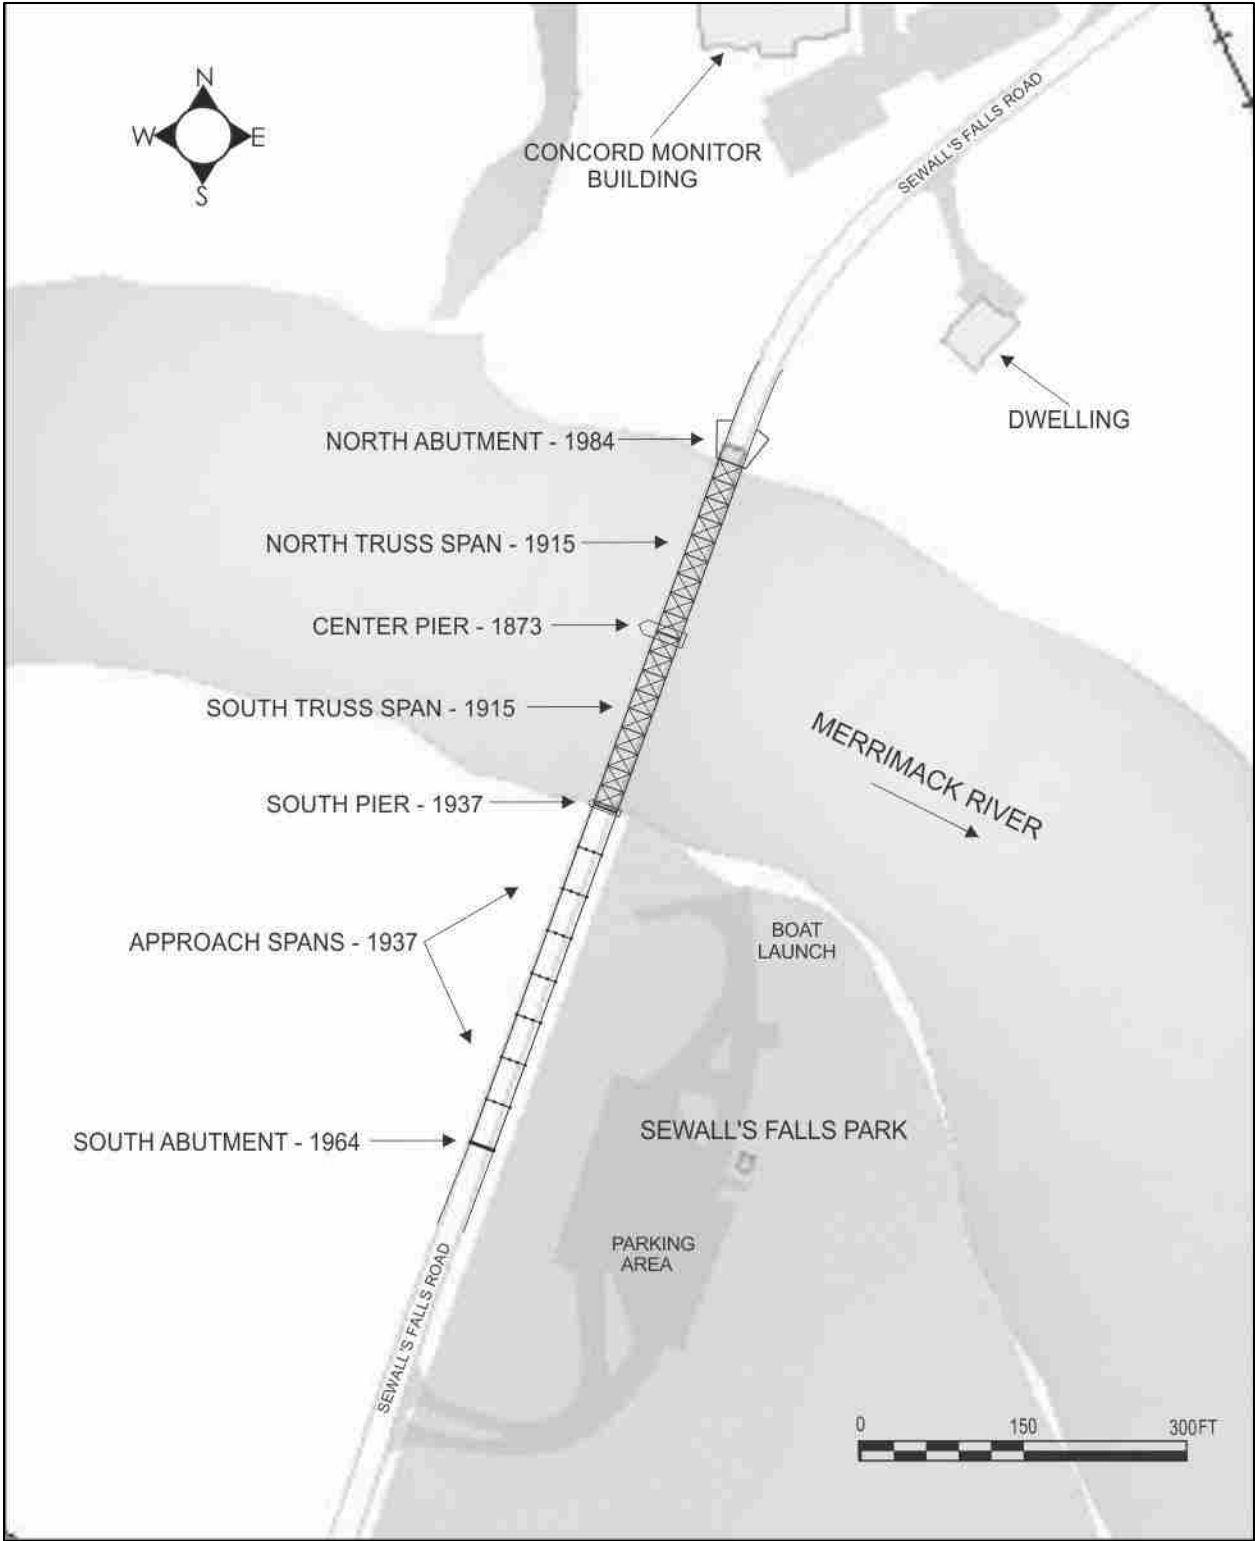 N
W E
S
CONCORD MONITOR
BUILDING
SEWALL'S FALLS ROAD
DWELLING
NORTH ABUTMENT - 1984
NORTH TRUSS SPAN - 1915
CENTER PIER - 1873
SOUTH TRUSS SPAN - 1915
MERRIMACK RIVER
SOUTH PIER - 1937
BOAT
LAUNCH
APPROACH SPANS - 1937
SEWALL'S FALLS PARK
SOUTH ABUTMENT - 1964
PARKING
AREA
SEWALL'S FALLS ROAD
0 150 300FT